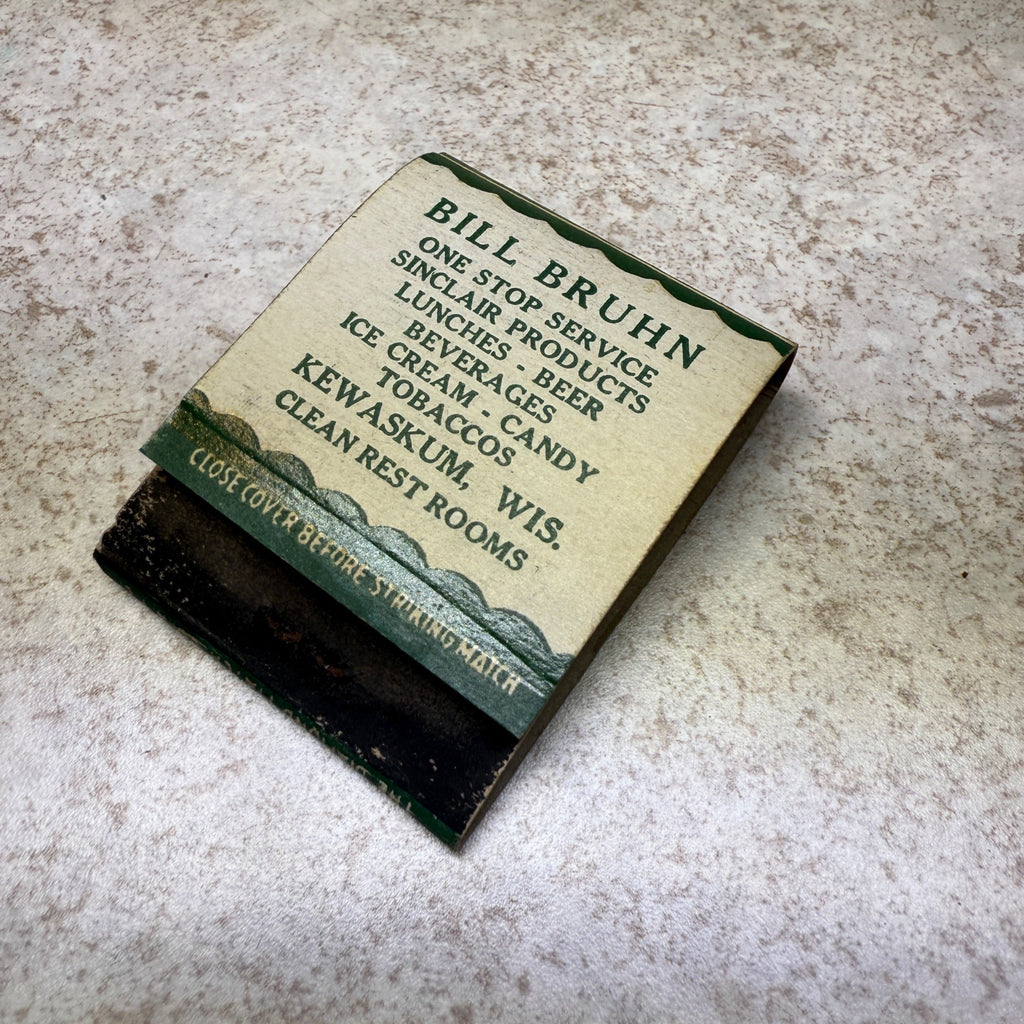 BILL BRUHN
ONE STOP SERVICE
SINCLAIR PRODUCTS
LUNCHES - BEER
BEVERAGES
ICE CREAM - CANDY
TOBACCOS
KEWASKUM, WIS.
CLEAN REST ROOMS
CLOSE COVER BEFORE STRIKING MATCH